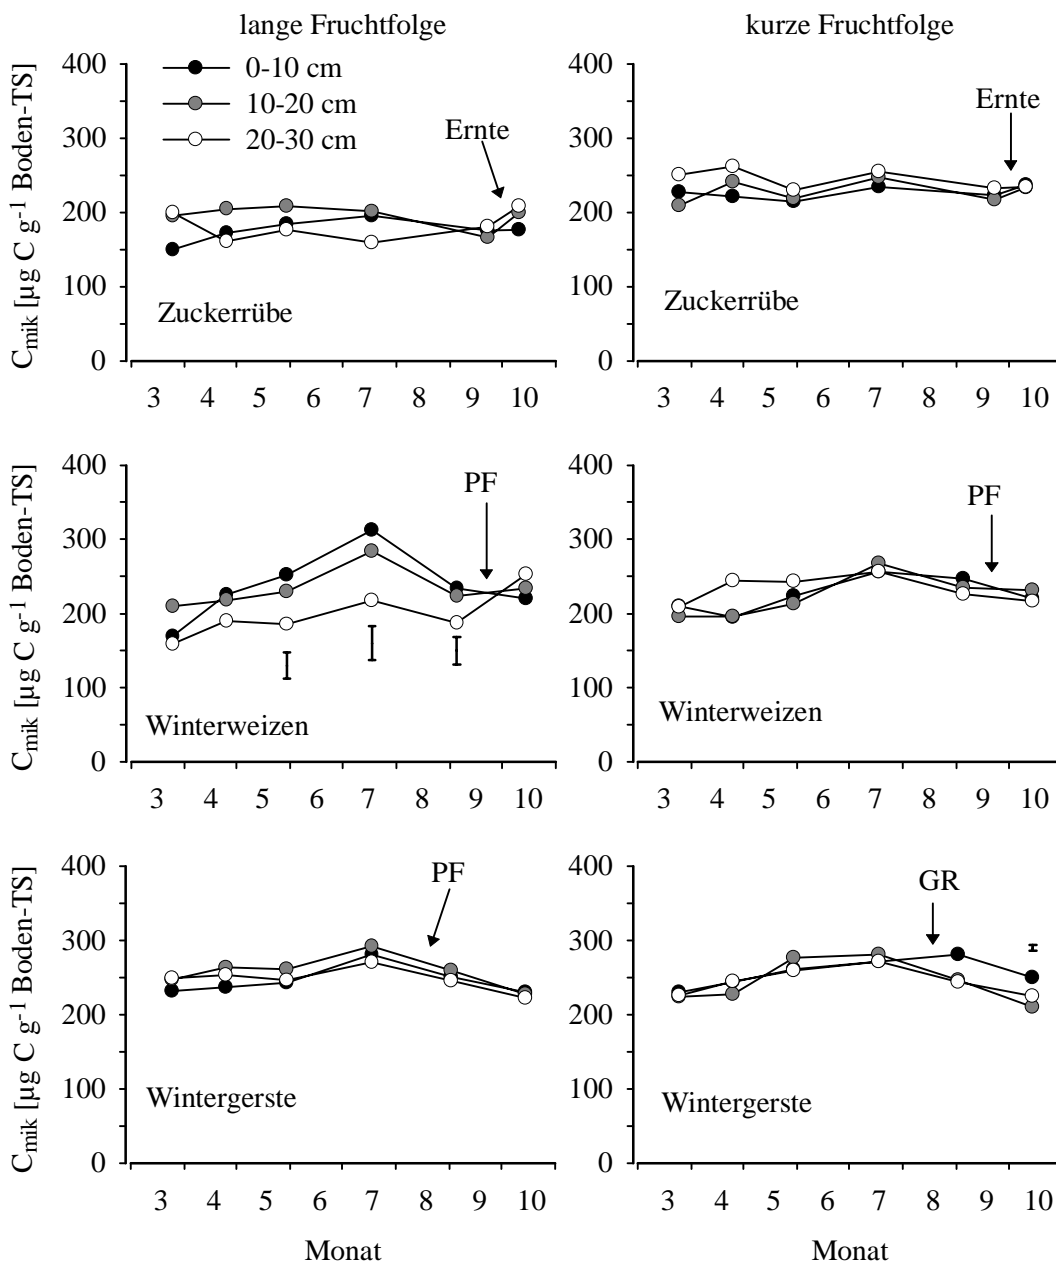 lange Fruchtfolge
kurze Fruchtfolge
C_mik [µg C g⁻¹ Boden-TS]
400
300
200
100
0
0-10 cm
10-20 cm
20-30 cm
Ernte
Zuckerrübe
3 4 5 6 7 8 9 10
400
300
200
100
0
Ernte
Zuckerrübe
3 4 5 6 7 8 9 10
C_mik [µg C g⁻¹ Boden-TS]
400
300
200
100
0
PF
Winterweizen
3 4 5 6 7 8 9 10
400
300
200
100
0
PF
Winterweizen
3 4 5 6 7 8 9 10
C_mik [µg C g⁻¹ Boden-TS]
400
300
200
100
0
PF
Wintergerste
3 4 5 6 7 8 9 10
Monat
400
300
200
100
0
GR
Wintergerste
3 4 5 6 7 8 9 10
Monat